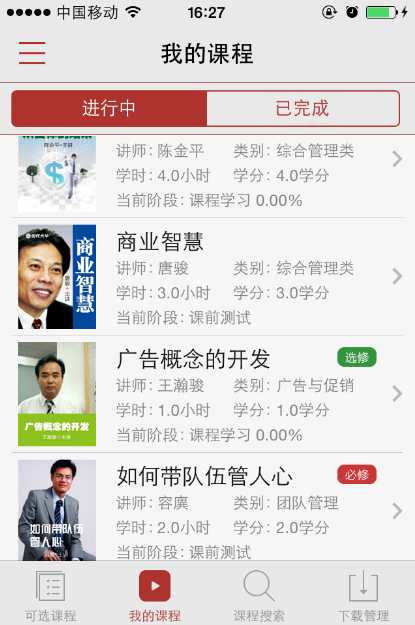 中国移动 16:27
我的课程
进行中 已完成
陈金平·主讲
讲师: 陈金平 类别: 综合管理类
学时: 4.0小时 学分: 4.0学分
当前阶段: 课程学习 0.00%
商业智慧
唐骏·主讲
商业智慧
讲师: 唐骏 类别: 综合管理类
学时: 3.0小时 学分: 3.0学分
当前阶段: 课前测试
广告概念的开发
广告概念的开发 选修
讲师: 王瀚骏 类别: 广告与促销
学时: 1.0小时 学分: 1.0学分
当前阶段: 课程学习 0.00%
如何带队伍
管人心
如何带队伍管人心 必修
讲师: 容廙 类别: 团队管理
学时: 2.0小时 学分: 2.0学分
当前阶段: 课前测试
可选课程 我的课程 课程搜索 下载管理